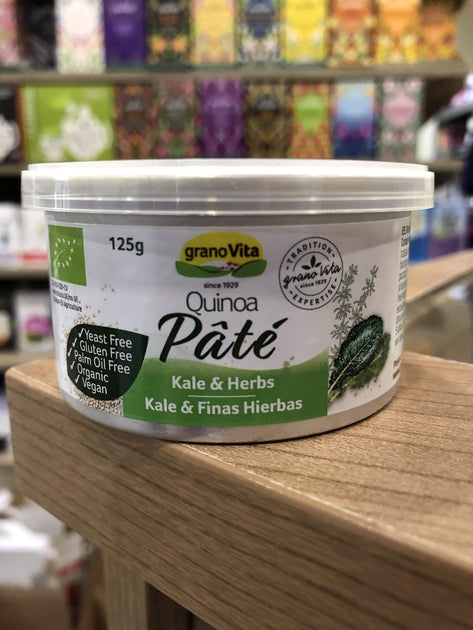 125g
granoVita
since 1929
TRADITION
granoVita
since 1929
EXPERTISE
Quinoa
Pâté
Yeast Free
Gluten Free
Palm Oil Free
Organic
Vegan
Kale & Herbs
Kale & Finas Hierbas